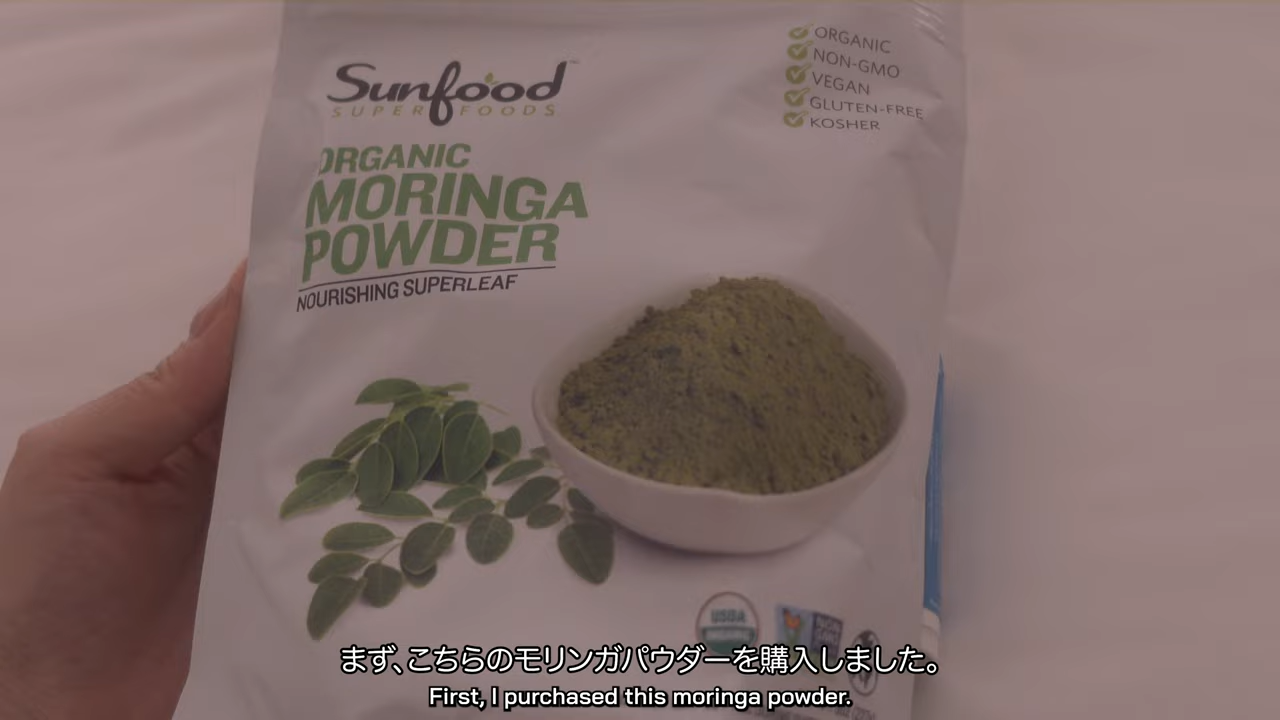 Sunfood
SUPERFOODS
ORGANIC
NON-GMO
VEGAN
GLUTEN-FREE
KOSHER
ORGANIC
MORINGA
POWDER
NOURISHING SUPERLEAF
USDA
ORGANIC
NON
GMO
まず、こちらのモリンガパウダーを購入しました。
First, I purchased this moringa powder.